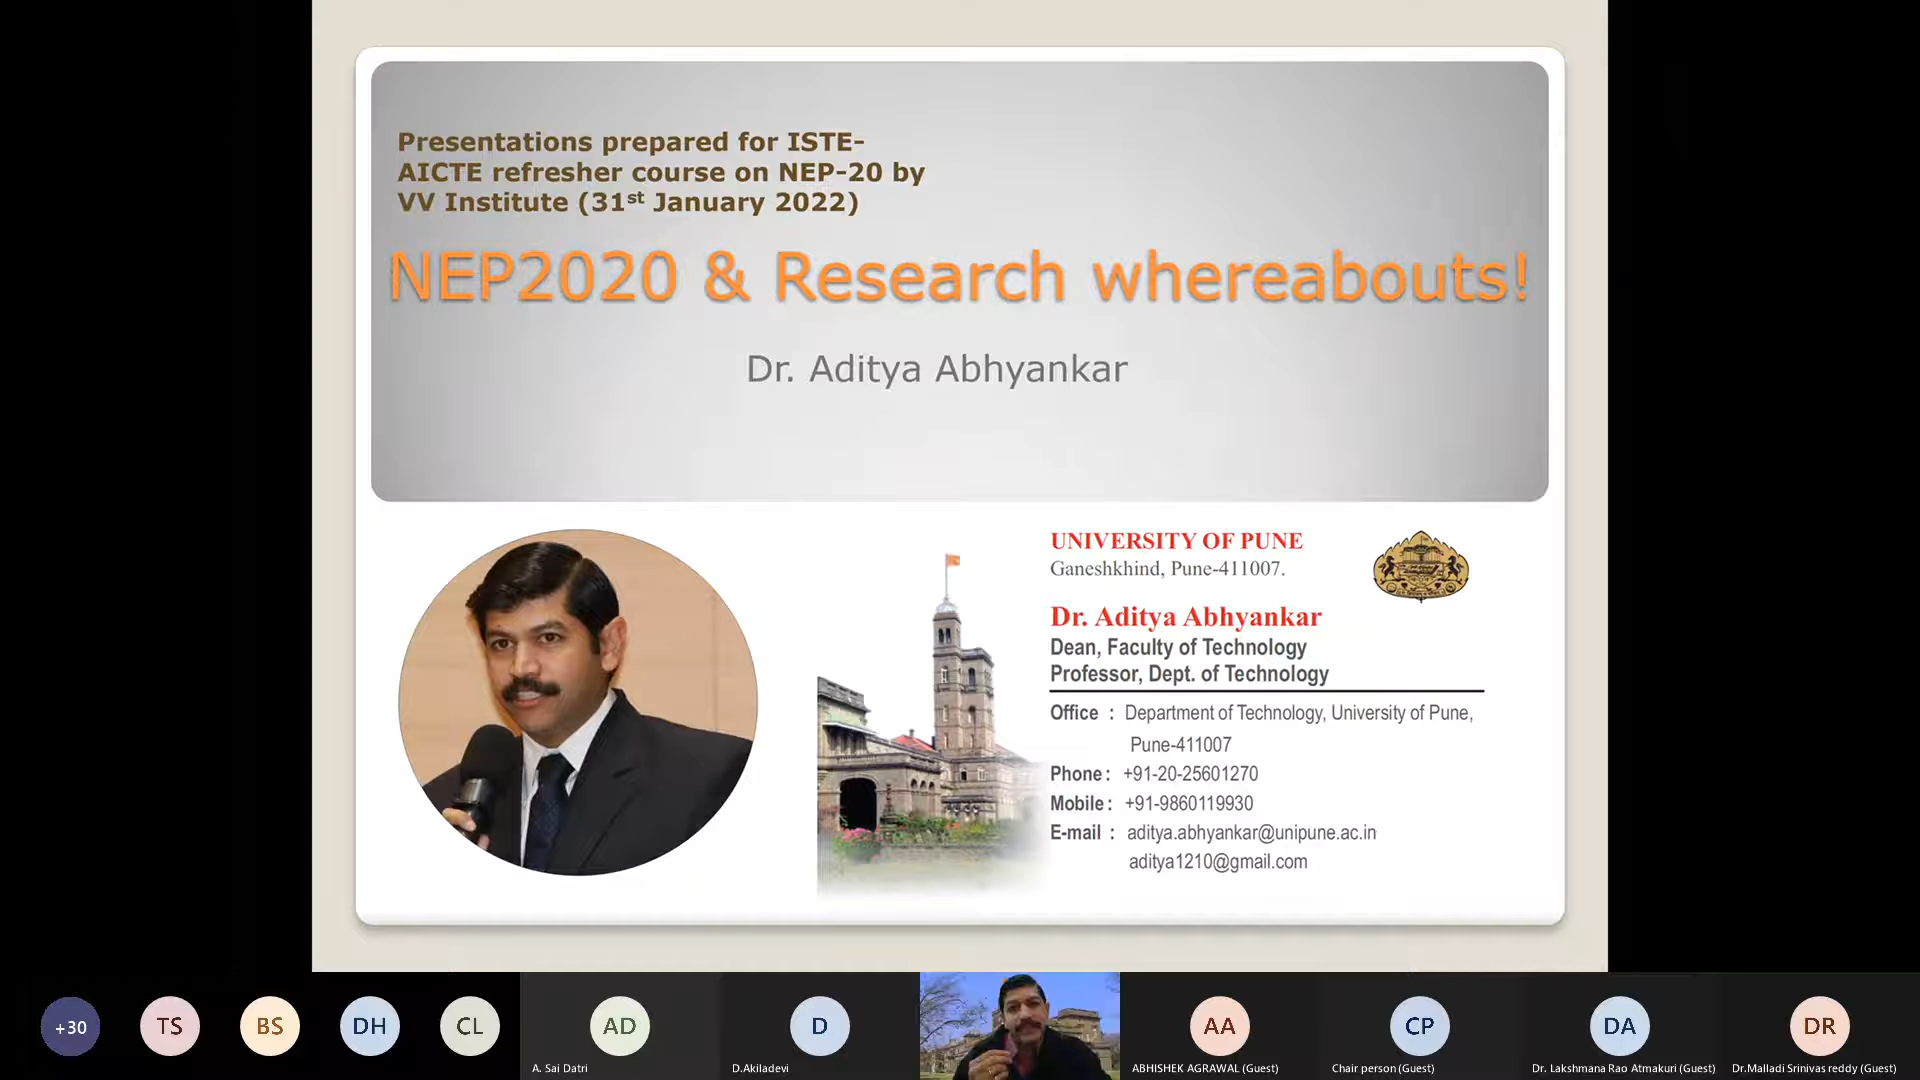 Presentations prepared for ISTE-
AICTE refresher course on NEP-20 by
VV Institute (31st January 2022)
NEP2020 & Research whereabouts!
Dr. Aditya Abhyankar
UNIVERSITY OF PUNE
Ganeshkhind, Pune-411007.
Dr. Aditya Abhyankar
Dean, Faculty of Technology
Professor, Dept. of Technology
Office : Department of Technology, University of Pune,
Pune-411007
Phone : +91-20-25601270
Mobile : +91-9860119930
E-mail : aditya.abhyankar@unipune.ac.in
aditya1210@gmail.com
+30
TS
BS
DH
CL
AD
D
AA
CP
DA
DR
A. Sai Datri
D.Akiladevi
ABHISHEK AGRAWAL (Guest)
Chair person (Guest)
Dr. Lakshmana Rao Atmakuri (Guest)
Dr.Malladi Srinivas reddy (Guest)